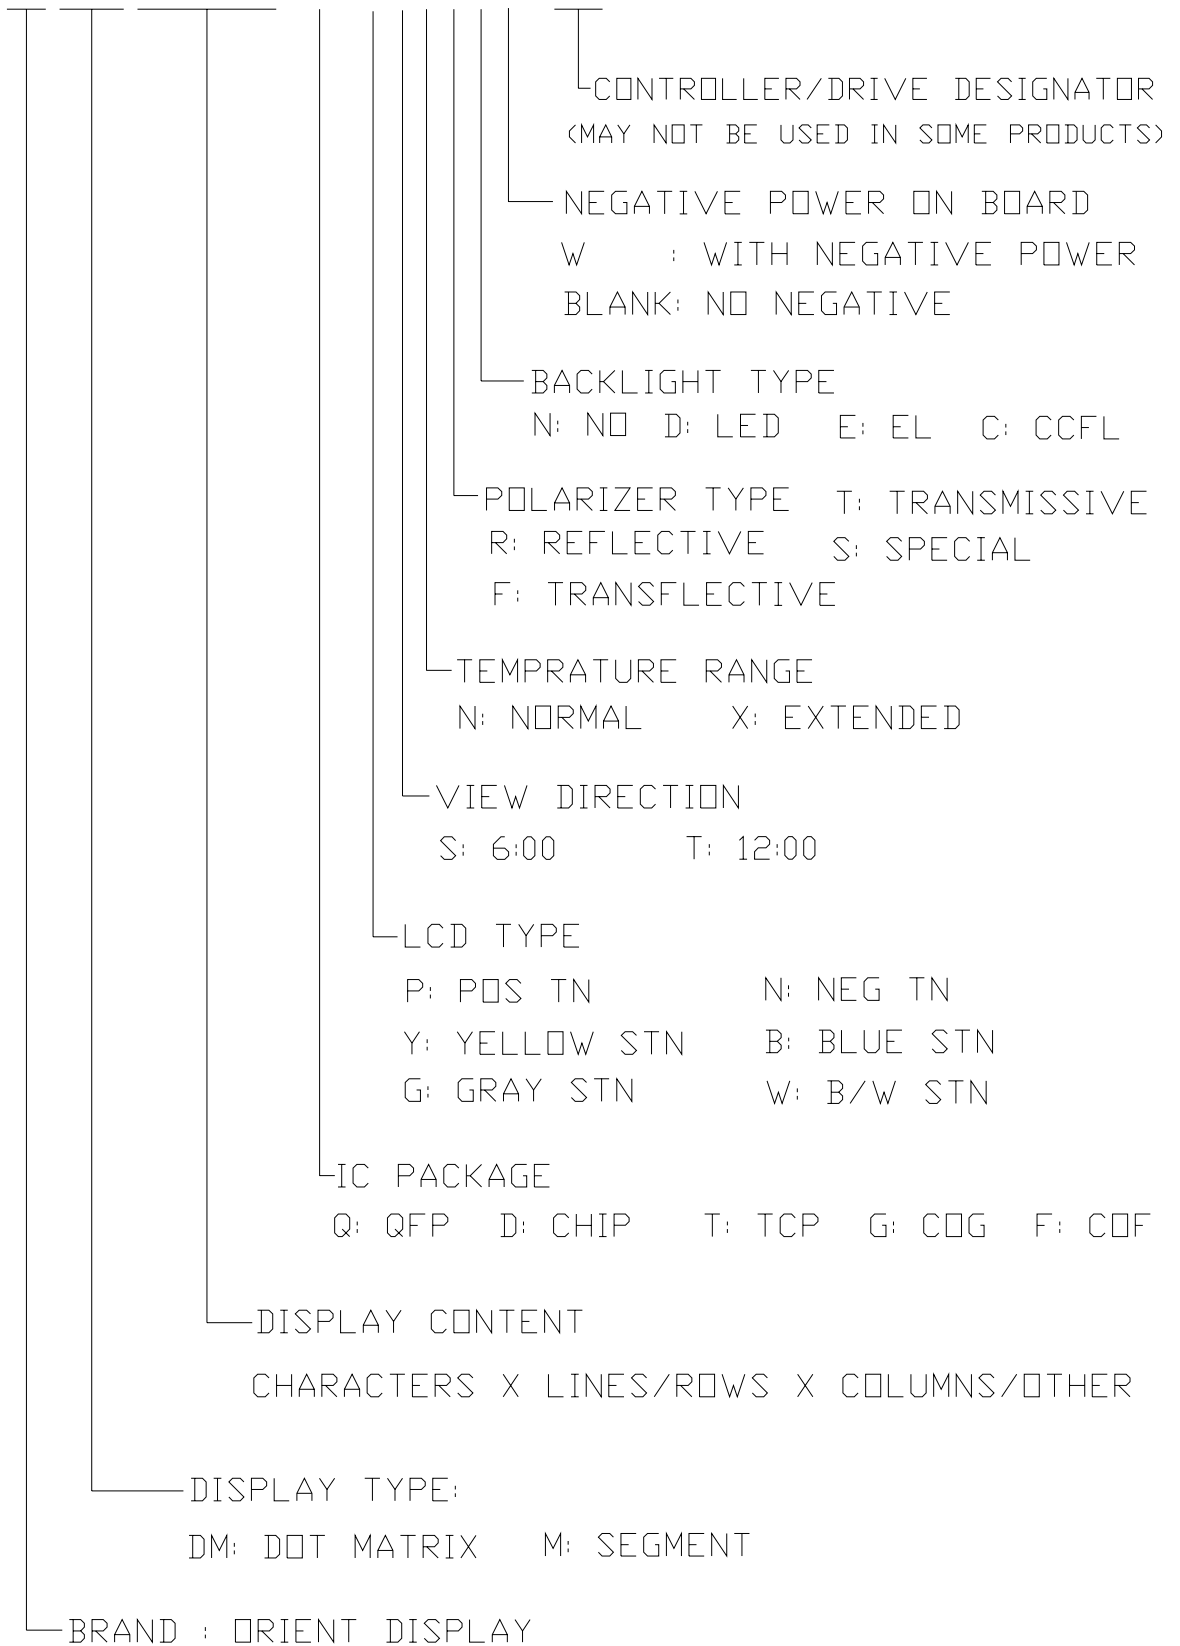 CONTROLLER/DRIVE DESIGNATOR
(MAY NOT BE USED IN SOME PRODUCTS)
NEGATIVE POWER ON BOARD
W : WITH NEGATIVE POWER
BLANK: NO NEGATIVE
BACKLIGHT TYPE
N: NO D: LED E: EL C: CCFL
POLARIZER TYPE T: TRANSMISSIVE
R: REFLECTIVE S: SPECIAL
F: TRANSFLECTIVE
TEMPRATURE RANGE
N: NORMAL X: EXTENDED
VIEW DIRECTION
S: 6:00 T: 12:00
LCD TYPE
P: POS TN N: NEG TN
Y: YELLOW STN B: BLUE STN
G: GRAY STN W: B/W STN
IC PACKAGE
Q: QFP D: CHIP T: TCP G: COG F: COF
DISPLAY CONTENT
CHARACTERS X LINES/ROWS X COLUMNS/OTHER
DISPLAY TYPE:
DM: DOT MATRIX M: SEGMENT
BRAND : ORIENT DISPLAY